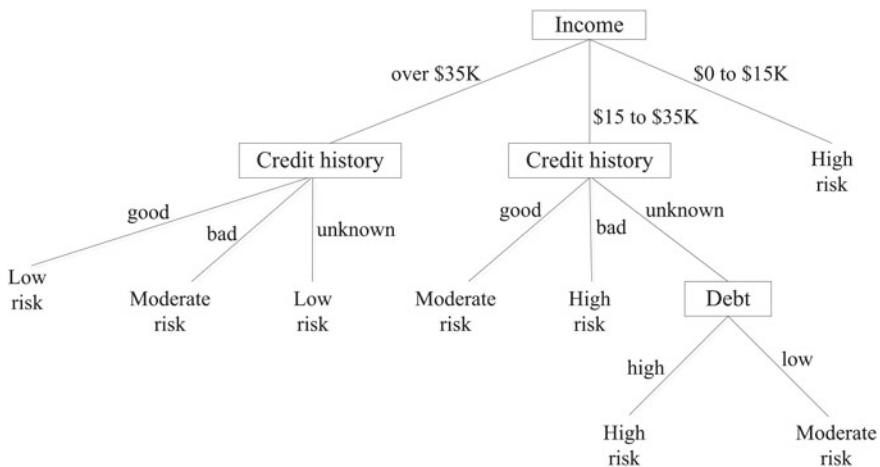 Income
over $35K
$0 to $15K
$15 to $35K
Credit history
Credit history
High
risk
good
bad
unknown
good
bad
unknown
Low
risk
Moderate
risk
Low
risk
Moderate
risk
High
risk
Debt
high
low
High
risk
Moderate
risk